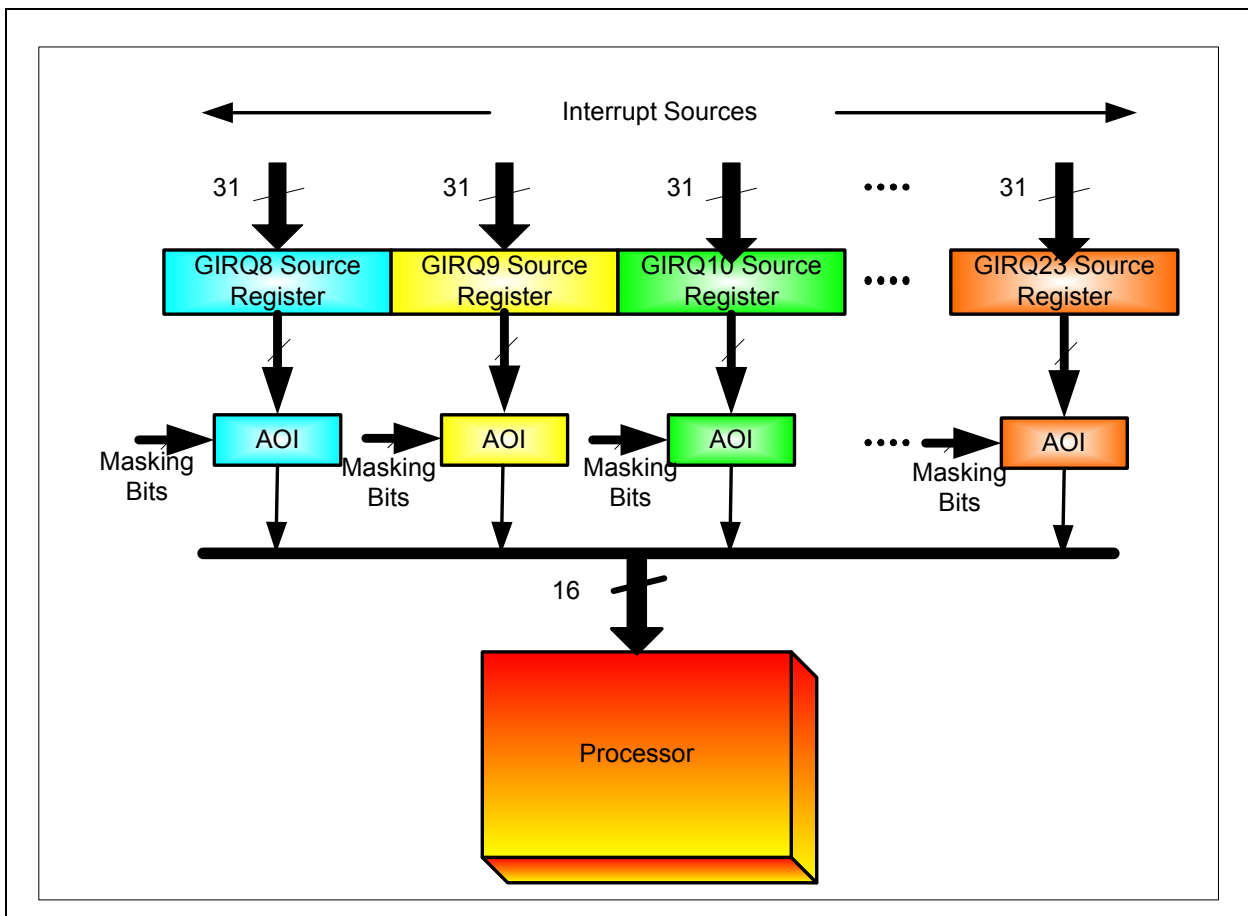 Interrupt Sources
31 31 31 •••• 31
GIRQ8 Source
Register
GIRQ9 Source
Register
GIRQ10 Source
Register
••••
GIRQ23 Source
Register
AOI
AOI
AOI
••••
AOI
Masking
Bits
Masking
Bits
Masking
Bits
Masking
Bits
16
Processor